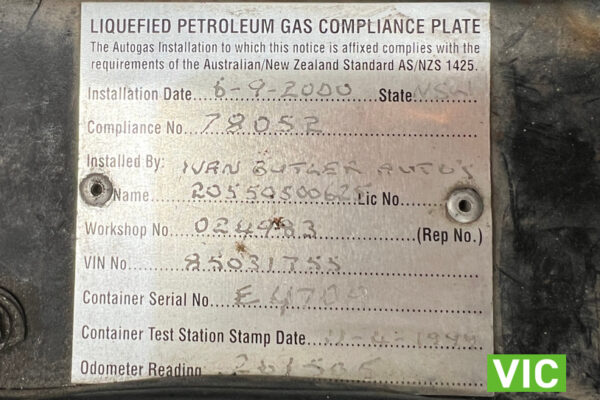 LIQUEFIED PETROLEUM GAS COMPLIANCE PLATE
The Autogas Installation to which this notice is affixed complies with the
requirements of the Australian/New Zealand Standard AS/NZS 1425.
Installation Date 6-9-2000 State NSW
Compliance No. 78052
Installed By: IVAN BUTLER AUTO'S
Name Lic No.
Workshop No. (Rep No.)
VIN No. 85031755
Container Serial No.
Container Test Station Stamp Date
Odometer Reading
VIC